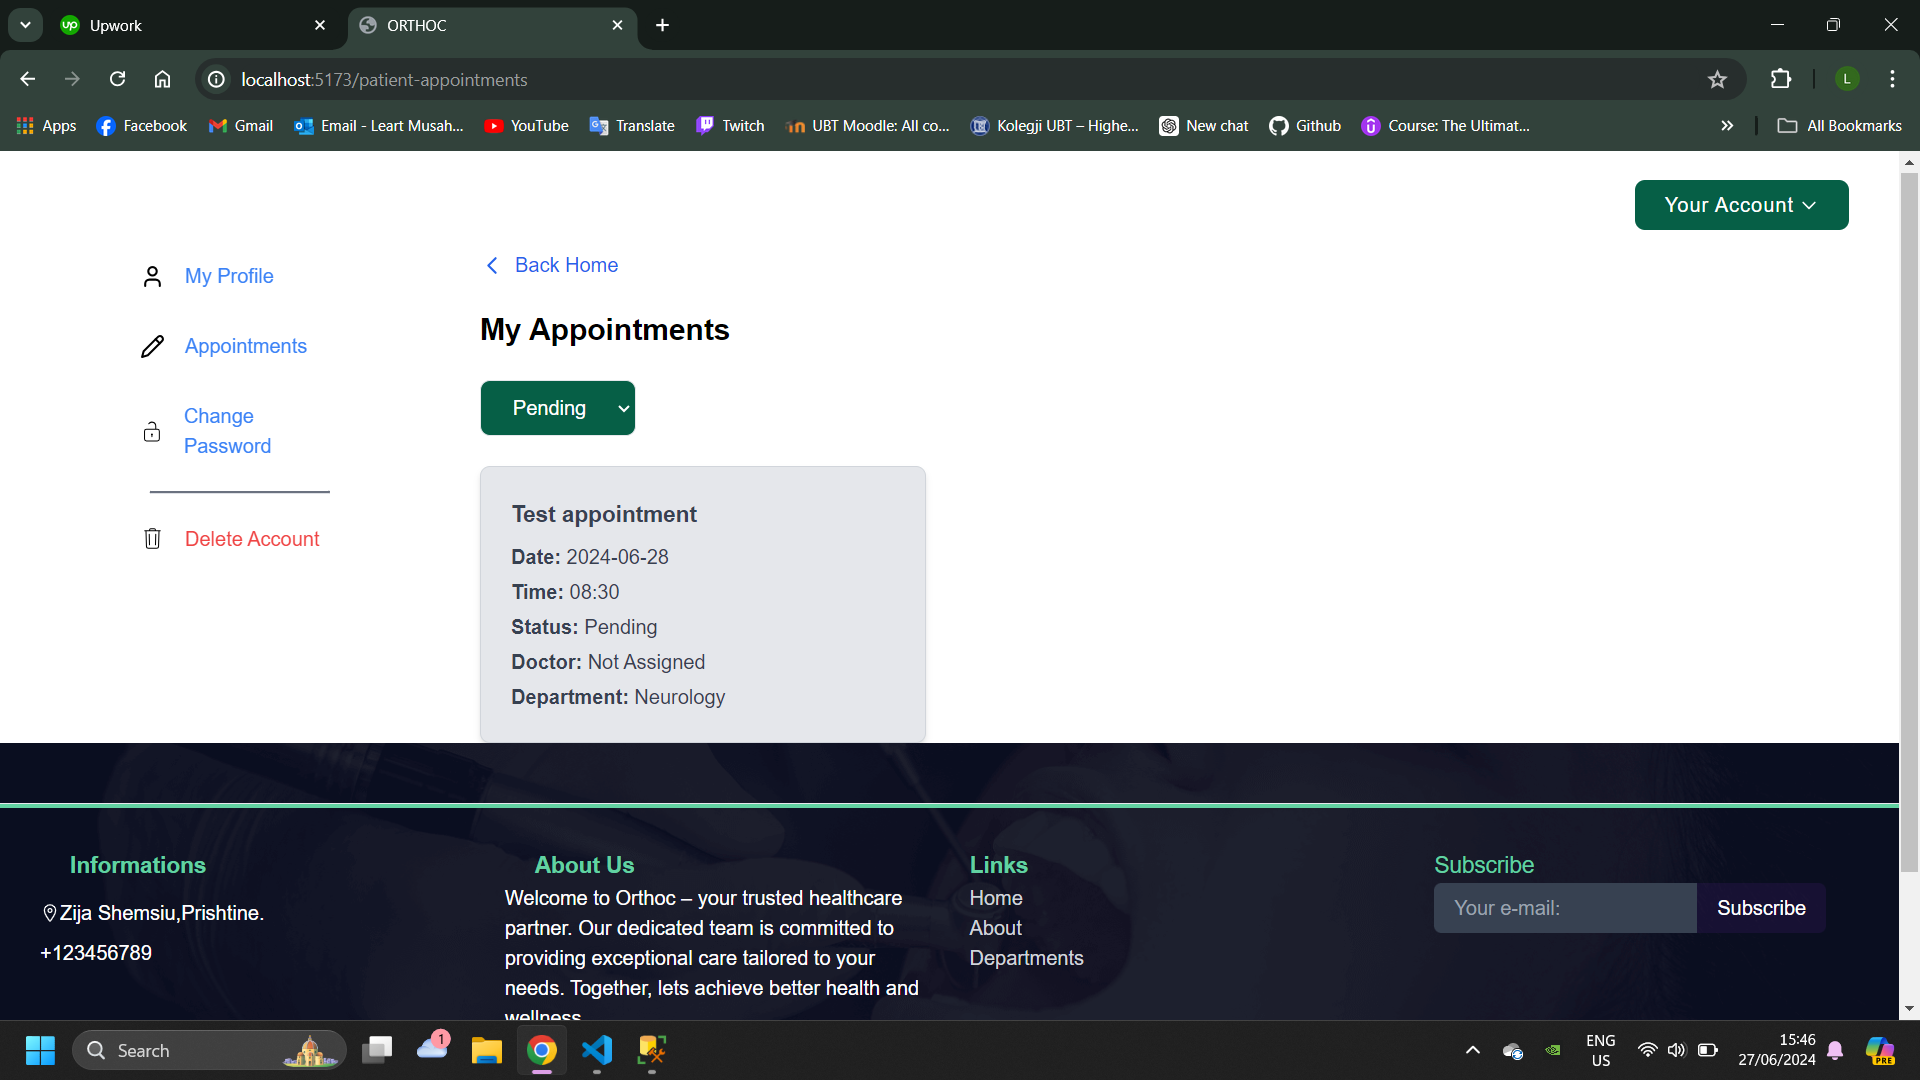 Upwork
ORTHOC
localhost:5173/patient-appointments
L
Apps
Facebook
Gmail
Email - Leart Musah...
YouTube
Translate
Twitch
UBT Moodle: All co...
Kolegji UBT – Highe...
New chat
Github
Course: The Ultimat...
All Bookmarks
Your Account
My Profile
Appointments
Change
Password
Delete Account
Back Home
My Appointments
Pending
Test appointment
Date: 2024-06-28
Time: 08:30
Status: Pending
Doctor: Not Assigned
Department: Neurology
Informations
Zija Shemsiu,Prishtine.
+123456789
About Us
Welcome to Orthoc – your trusted healthcare
partner. Our dedicated team is committed to
providing exceptional care tailored to your
needs. Together, lets achieve better health and
wellness
Links
Home
About
Departments
Subscribe
Your e-mail:
Subscribe
Search
1
ENG
US
15:46
27/06/2024
PRE